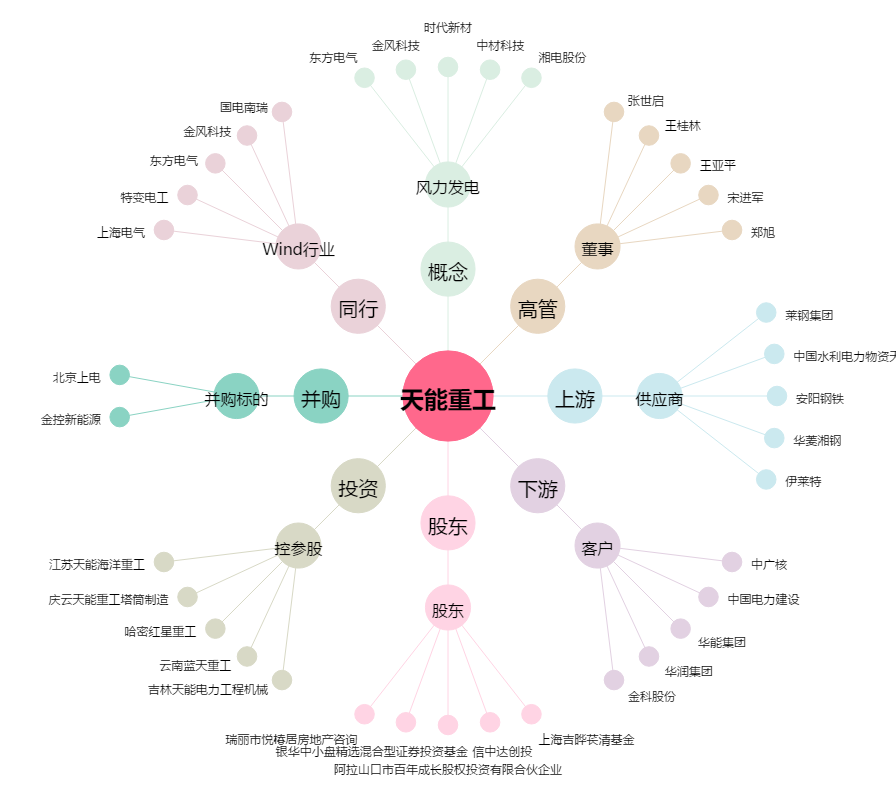 时代新材
金风科技
中材科技
东方电气
湘电股份
国电南瑞
张世启
金风科技
王桂林
东方电气
王亚平
特变电工
宋进军
上海电气
郑旭
风力发电
Wind行业
董事
概念
同行
高管
莱钢集团
中国水利电力物资天
北京上电
并购标的
并购
天能重工
上游
供应商
安阳钢铁
金控新能源
华菱湘钢
投资
下游
伊莱特
股东
控参股
客户
江苏天能海洋重工
中广核
庆云天能重工塔筒制造
中国电力建设
股东
哈密红星重工
华能集团
云南蓝天重工
华润集团
吉林天能电力工程机械
金科股份
瑞丽市悦椿居房地产咨询
上海吉晔英清基金
银华中小盘精选混合型证券投资基金
信中达创投
阿拉山口市百年成长股权投资有限合伙企业